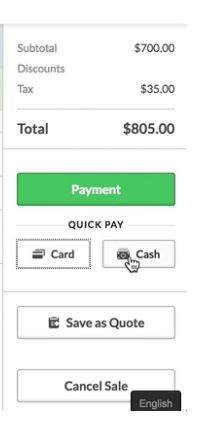 Subtotal $700.00
Discounts
Tax $35.00
Total $805.00
Payment
QUICK PAY
Card Cash
Save as Quote
Cancel Sale
English